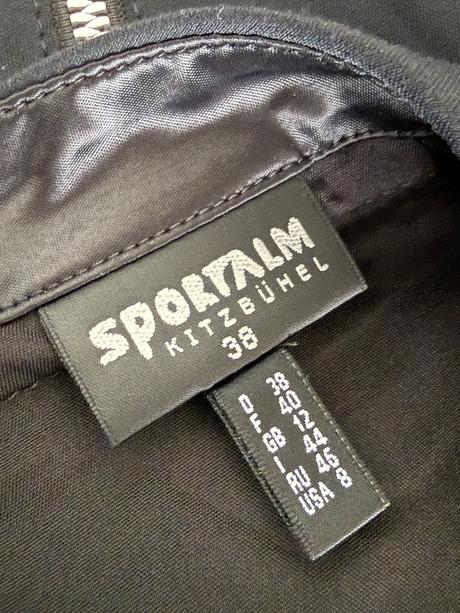 SPORTALM
KITZBÜHEL
38
D 38
F 40
GB 12
I 44
RU 46
USA 8